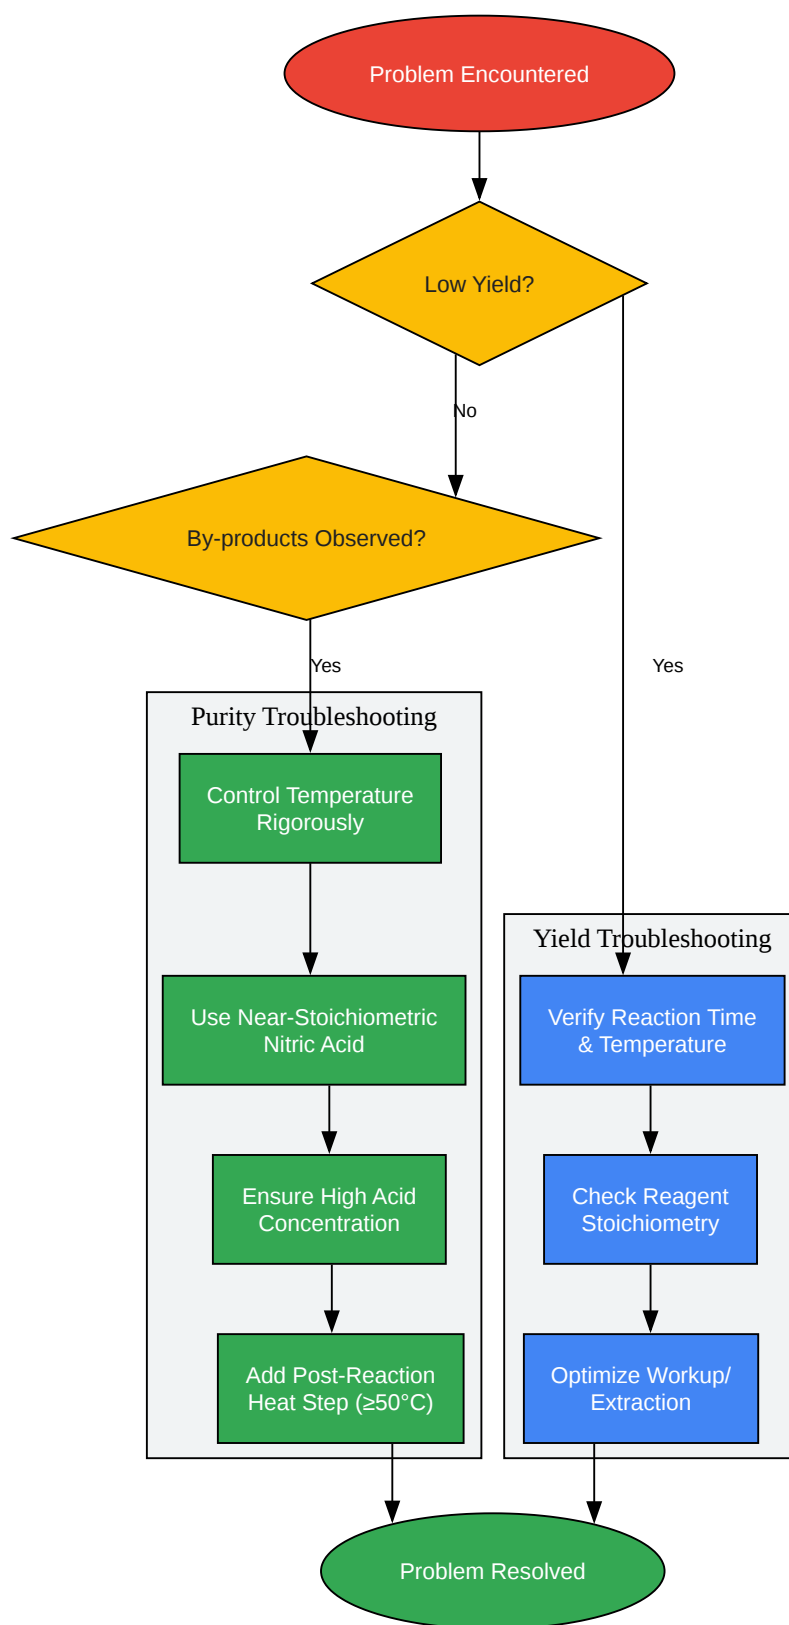 Problem Encountered
Low Yield?
No
By-products Observed?
Yes
Yes
Purity Troubleshooting
Control Temperature
Rigorously
Use Near-Stoichiometric
Nitric Acid
Ensure High Acid
Concentration
Add Post-Reaction
Heat Step (≥50°C)
Yield Troubleshooting
Verify Reaction Time
& Temperature
Check Reagent
Stoichiometry
Optimize Workup/
Extraction
Problem Resolved